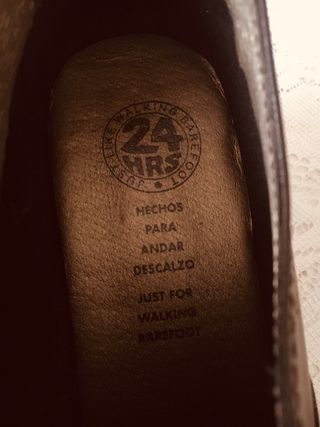 JUST LIKE WALKING BAREFOOT
24
HRS
HECHOS
PARA
ANDAR
DESCALZO
JUST FOR
WALKING
BAREFOOT